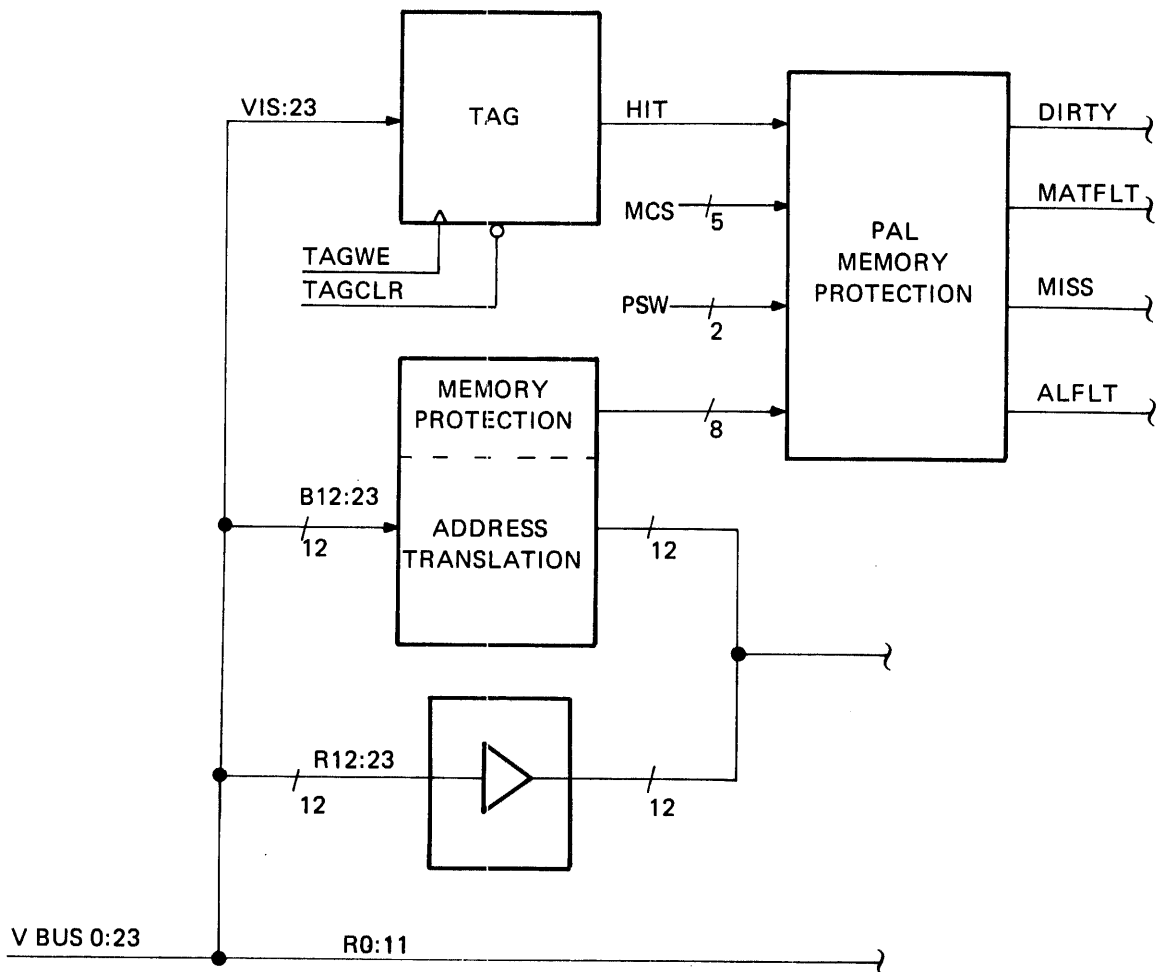 VIS:23
TAG
HIT
DIRTY
MCS
5
MATFLT
PAL
MEMORY
PROTECTION
TAGWE
TAGCLR
PSW
2
MISS
MEMORY
PROTECTION
8
ALFLT
B12:23
12
ADDRESS
TRANSLATION
12
R12:23
12
12
V BUS 0:23
R0:11